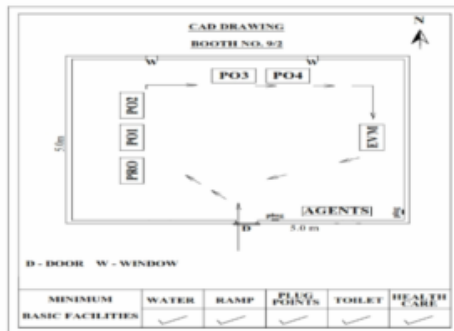 CAD DRAWING
BOOTH NO. 9/2
N
W
W
PO3
PO4
PO2
PO1
PRO
EVM
5.0m
AGENTS
D
5.0 m
D - DOOR W - WINDOW
MINIMUM
BASIC FACILITIES
WATER
RAMP
PLUG
POINTS
TOILET
HEALTH
CARE